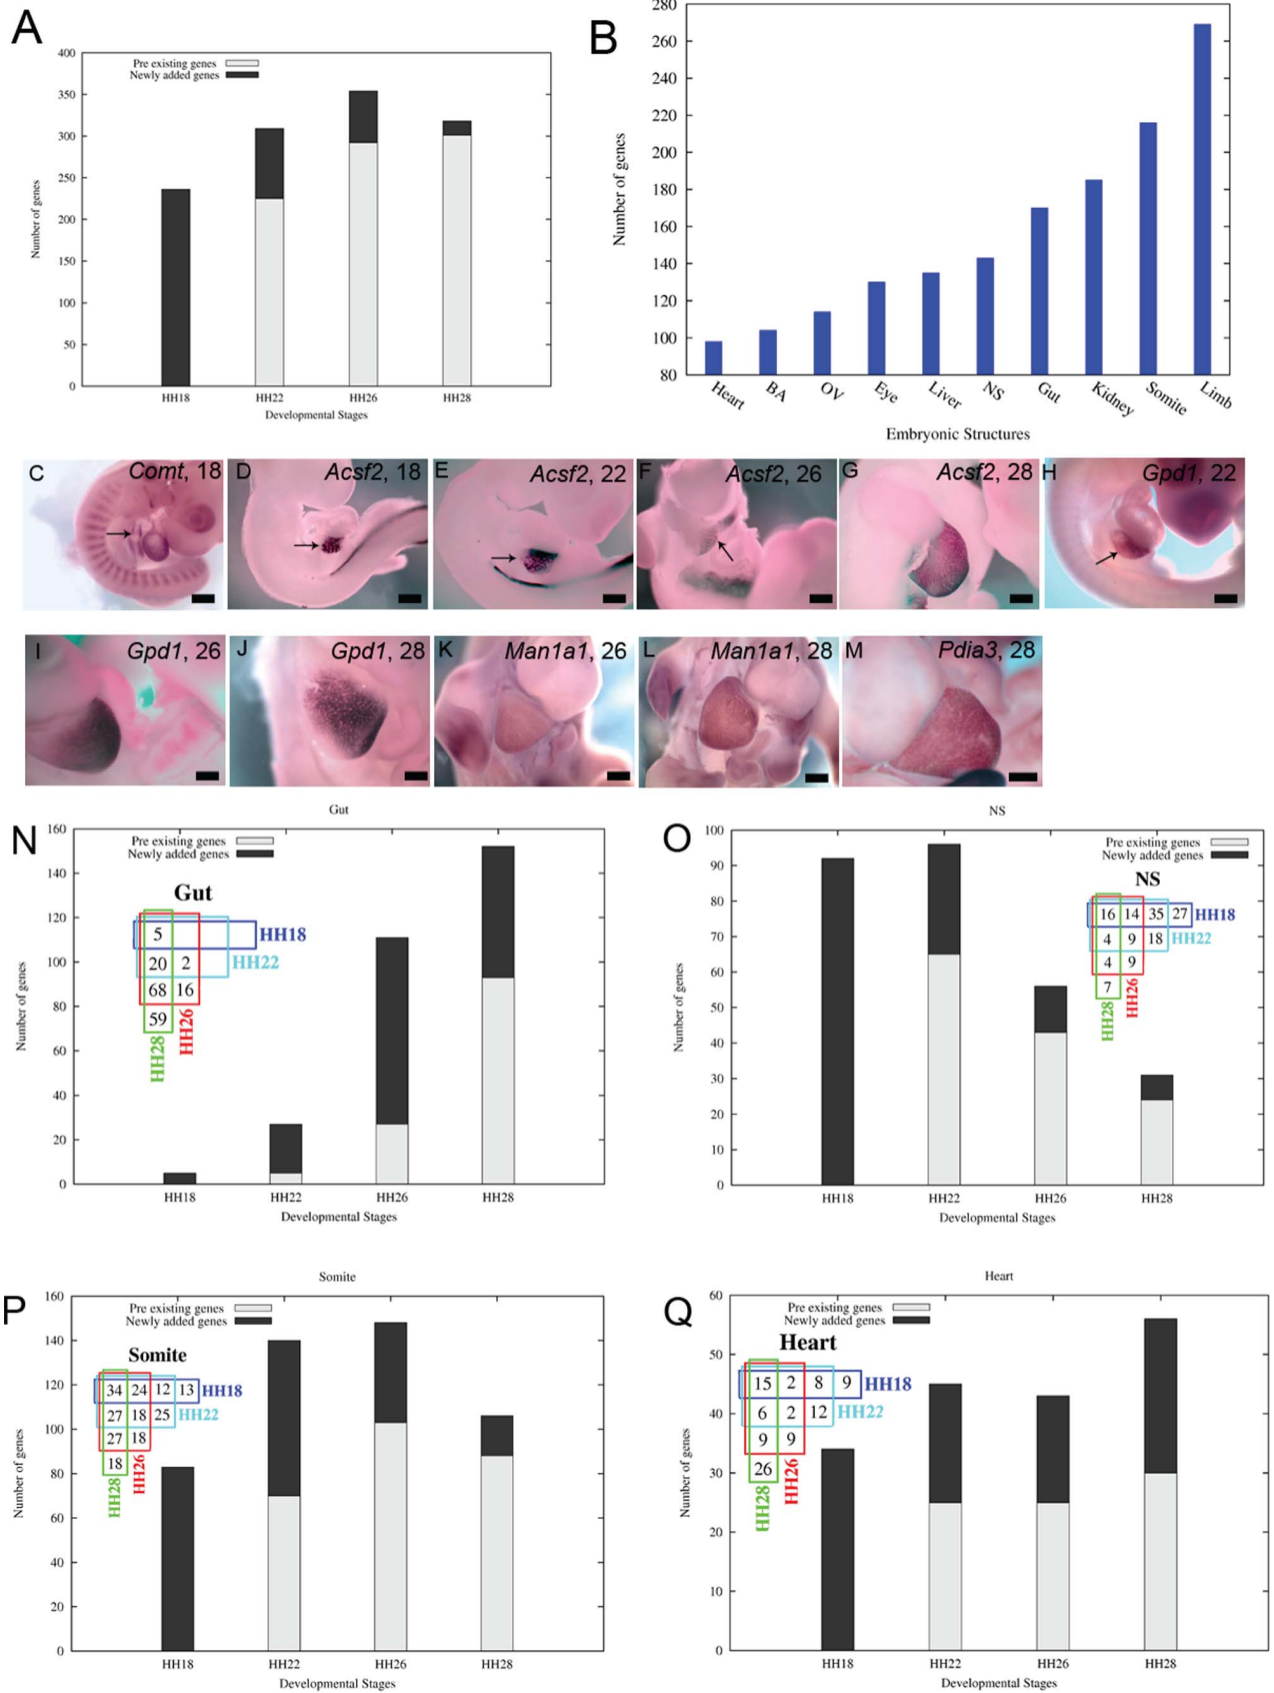 A
400
350
300
250
200
150
100
50
0
Number of genes
Pre existing genes
Newly added genes
HH18 HH22 HH26 HH28
Developmental Stages
B
280
260
240
220
200
180
160
140
120
100
80
Number of genes
Heart BA OV Eye Liver NS Gut Kidney Somite Limb
Embryonic Structures
C Comt, 18
D Acsf2, 18
E Acsf2, 22
F Acsf2, 26
G Acsf2, 28
H Gpd1, 22
I Gpd1, 26
J Gpd1, 28
K Man1a1, 26
L Man1a1, 28
M Pdia3, 28
Gut
N
160
140
120
100
80
60
40
20
0
Number of genes
Pre existing genes
Newly added genes
Gut
5 HH18
20 2 HH22
68 16
59
HH28 HH26
HH18 HH22 HH26 HH28
Developmental Stages
NS
O
100
90
80
70
60
50
40
30
20
10
0
Number of genes
Pre existing genes
Newly added genes
NS
16 14 35 27 HH18
4 9 18 HH22
4 9
7
HH28 HH26
HH18 HH22 HH26 HH28
Developmental Stages
Somite
P
160
140
120
100
80
60
40
20
0
Number of genes
Pre existing genes
Newly added genes
Somite
34 24 12 13 HH18
27 18 25 HH22
27 18
18
HH28 HH26
HH18 HH22 HH26 HH28
Developmental Stages
Heart
Q
60
50
40
30
20
10
0
Number of genes
Pre existing genes
Newly added genes
Heart
15 2 8 9 HH18
6 2 12 HH22
9 9
26
HH28 HH26
HH18 HH22 HH26 HH28
Developmental Stages